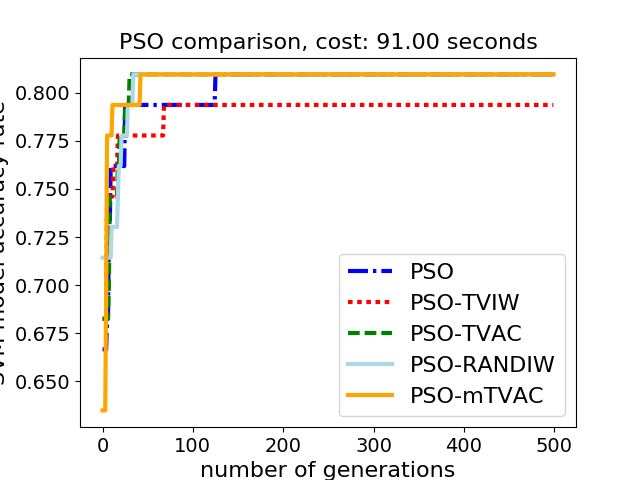 PSO comparison, cost: 91.00 seconds
0.800
0.775
0.750
0.725
0.700
0.675
0.650
PSO
PSO-TVIW
PSO-TVAC
PSO-RANDIW
PSO-mTVAC
0 100 200 300 400 500
number of generations